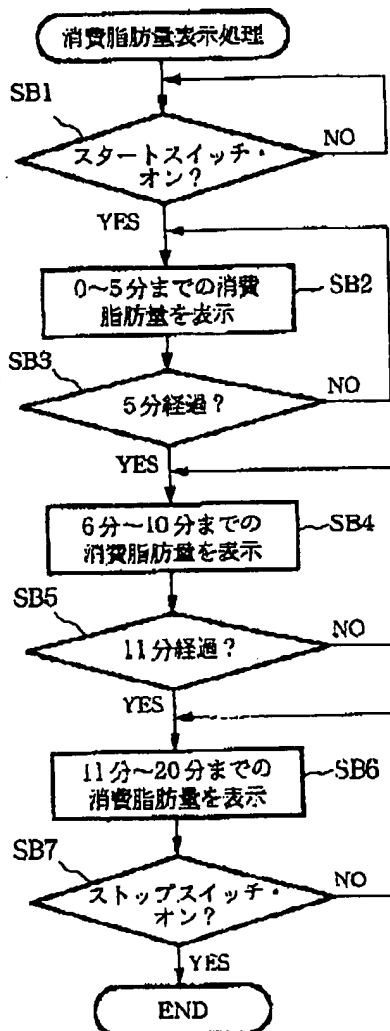 消費脂肪量表示処理
SB1
NO
スタートスイッチ・
オン?
YES
0~5分までの消費
脂肪量を表示
SB2
SB3
NO
5分経過?
YES
6分~10分までの
消費脂肪量を表示
SB4
SB5
NO
11分経過?
YES
11分~20分までの
消費脂肪量を表示
SB6
SB7
NO
ストップスイッチ・
オン?
YES
END